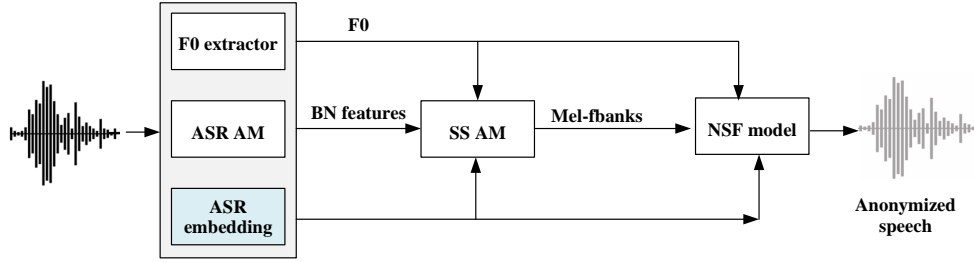 F0 extractor
F0
ASR AM
BN features
SS AM
Mel-fbanks
NSF model
ASR
embedding
Anonymized
speech